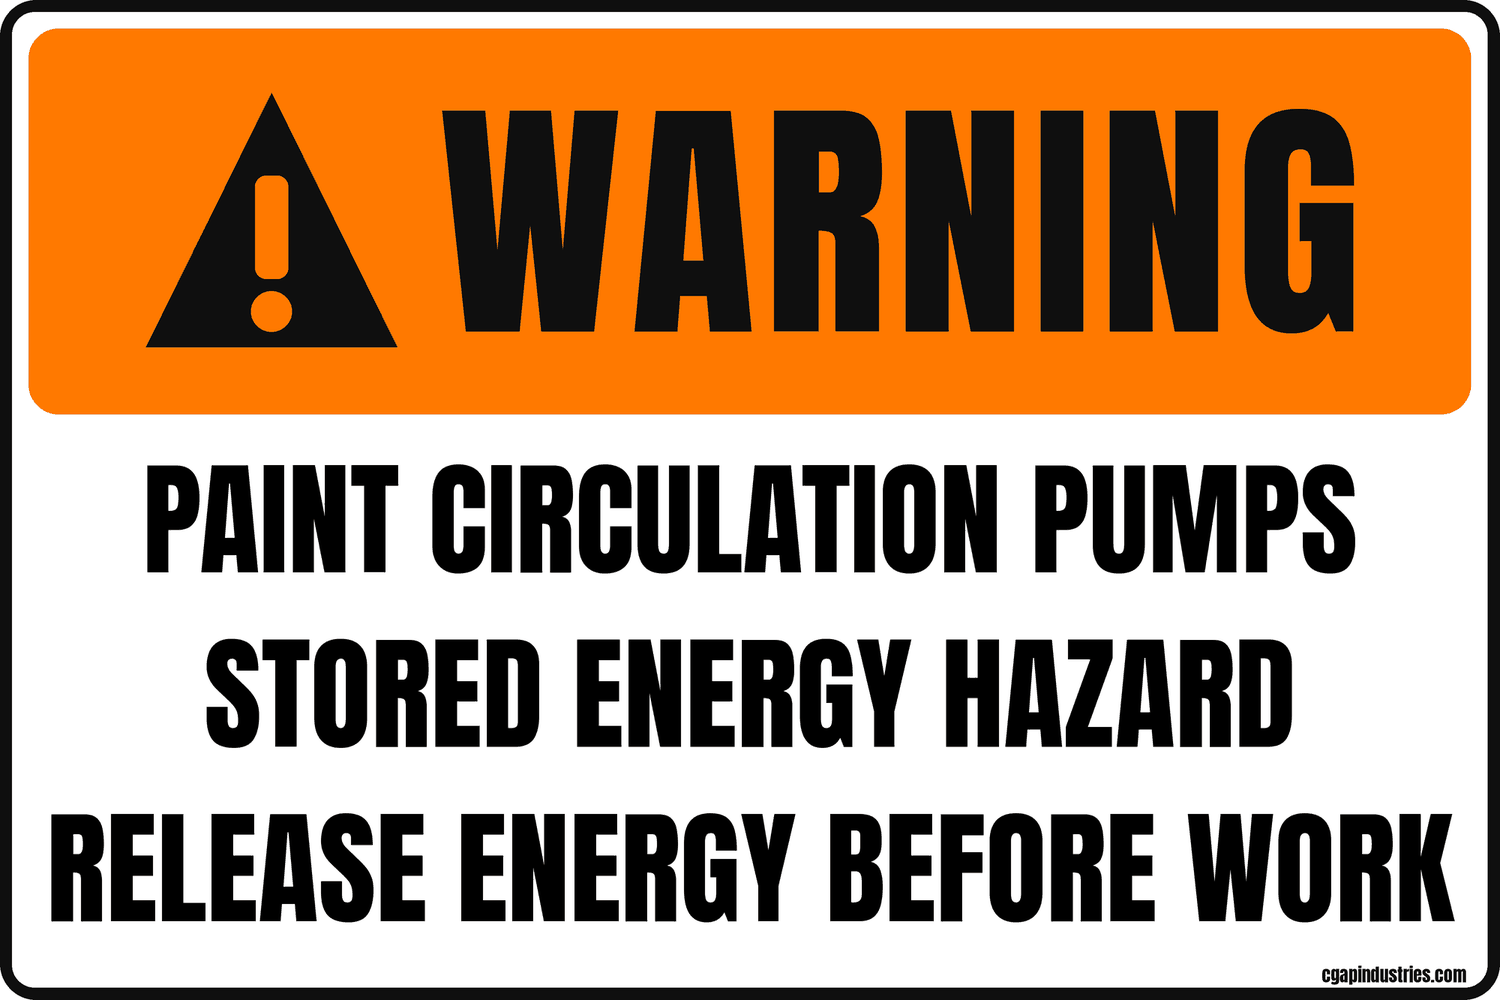 WARNING
PAINT CIRCULATION PUMPS
STORED ENERGY HAZARD
RELEASE ENERGY BEFORE WORK
cgapindustries.com